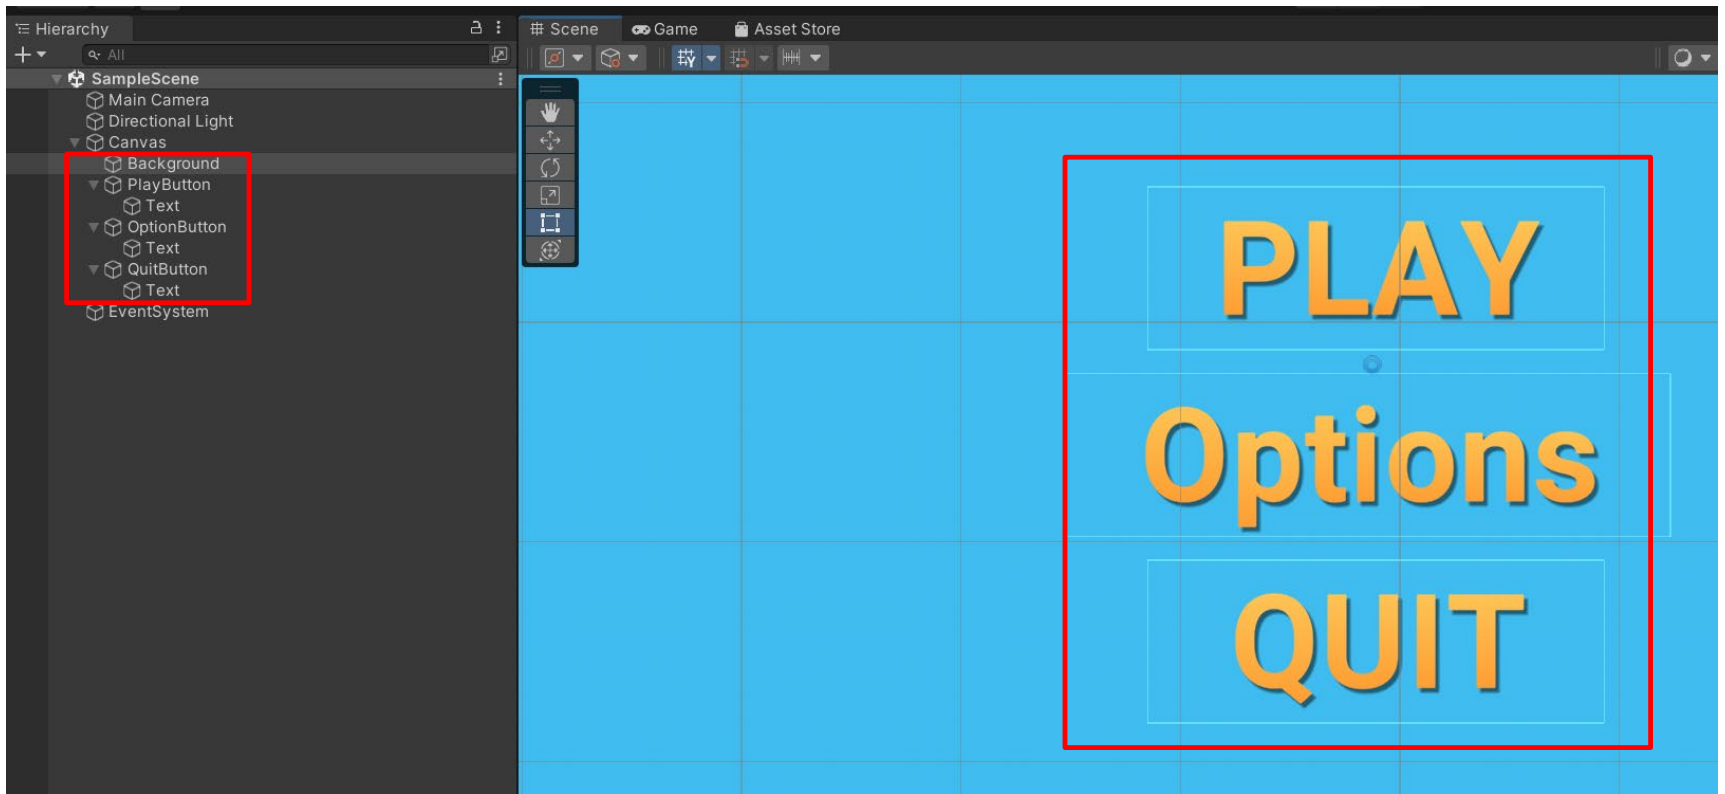 Hierarchy
All
SampleScene
Main Camera
Directional Light
Canvas
Background
PlayButton
Text
OptionButton
Text
QuitButton
Text
EventSystem
Scene Game Asset Store
PLAY
Options
QUIT